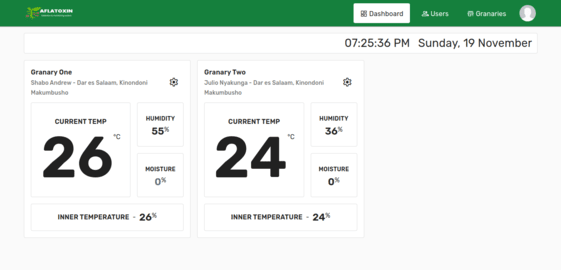 AFLATOXIN
Dashboard
Users
Granaries
07:25:36 PM Sunday, 19 November
Granary One
Shabo Andrew - Dar es Salaam, Kinondoni
Makumbusho
CURRENT TEMP
26 °C
HUMIDITY
55%
MOISTURE
0%
INNER TEMPERATURE - 26%
Granary Two
Julio Nyakunga - Dar es Salaam, Kinondoni
Makumbusho
CURRENT TEMP
24 °C
HUMIDITY
36%
MOISTURE
0%
INNER TEMPERATURE - 24%